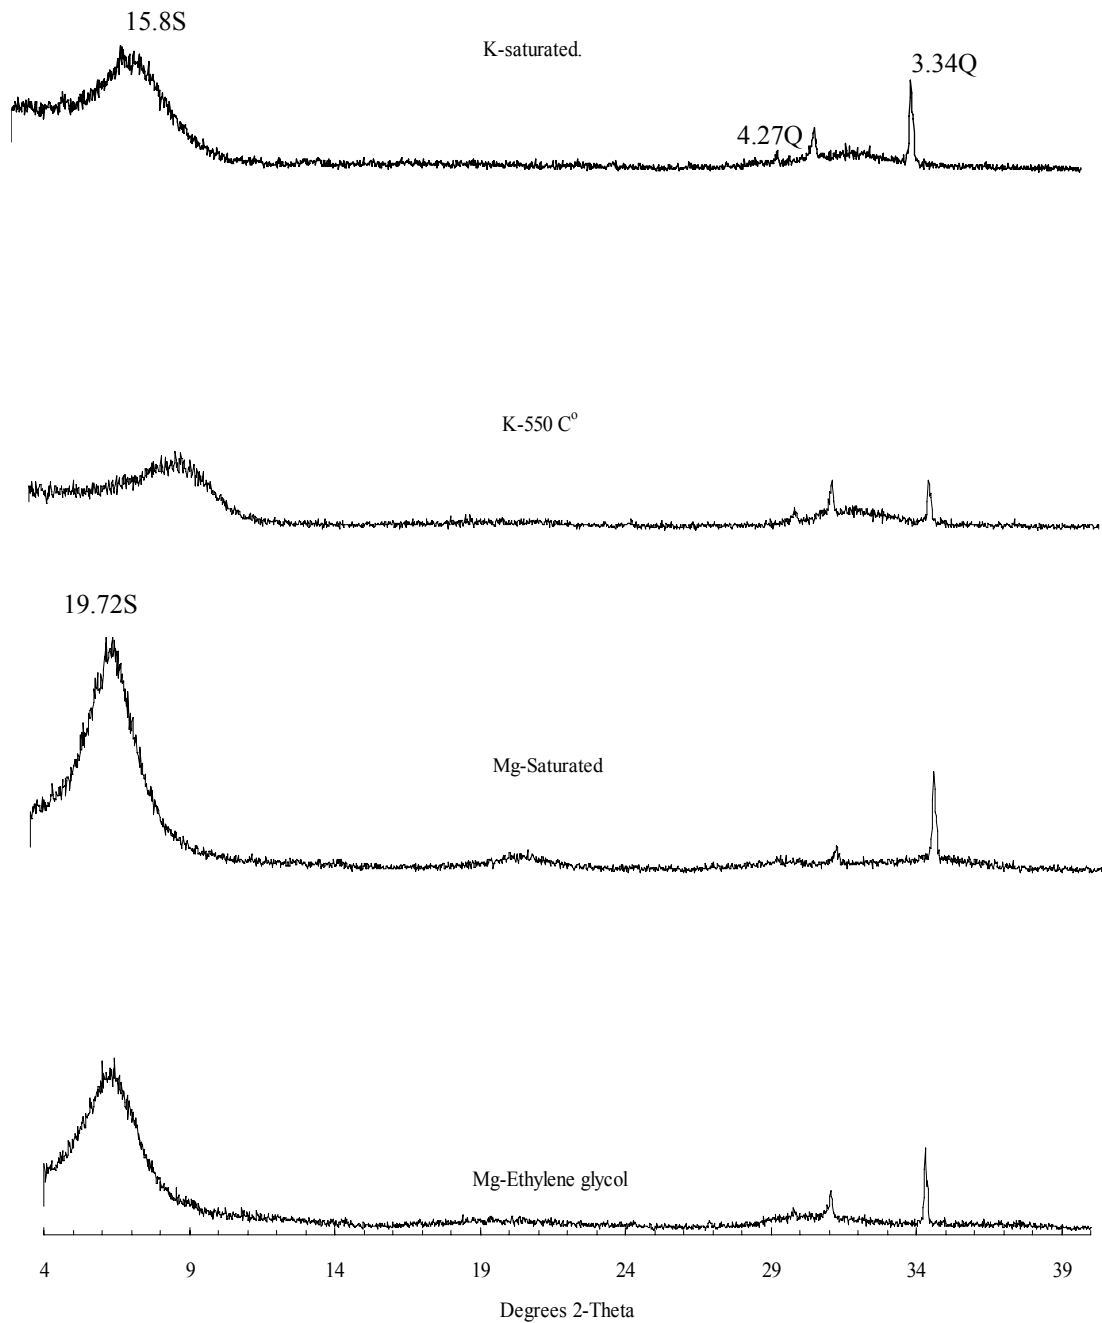 15.8S
K-saturated.
3.34Q
4.27Q
K-550 C°
19.72S
Mg-Saturated
Mg-Ethylene glycol
4 9 14 19 24 29 34 39
Degrees 2-Theta